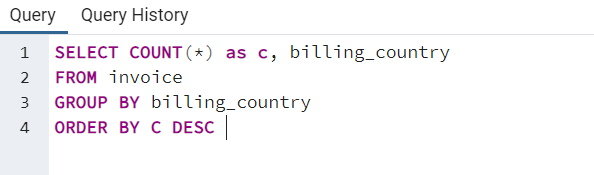 Query Query History
1 SELECT COUNT(*) as c, billing_country
2 FROM invoice
3 GROUP BY billing_country
4 ORDER BY C DESC